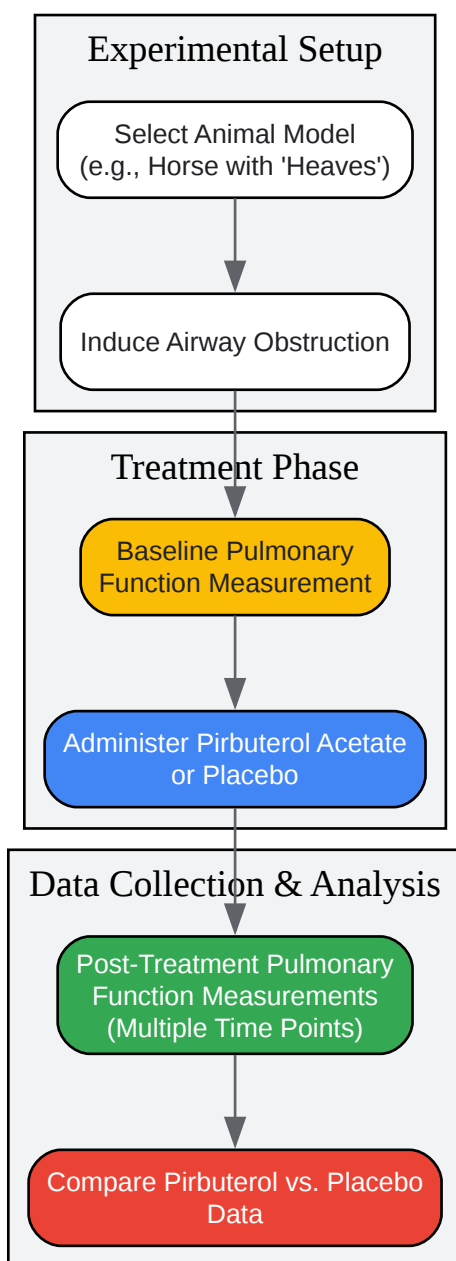 Experimental Setup
Select Animal Model
(e.g., Horse with 'Heaves')
Induce Airway Obstruction
Treatment Phase
Baseline Pulmonary
Function Measurement
Administer Pirbuterol Acetate
or Placebo
Data Collection & Analysis
Post-Treatment Pulmonary
Function Measurements
(Multiple Time Points)
Compare Pirbuterol vs. Placebo
Data